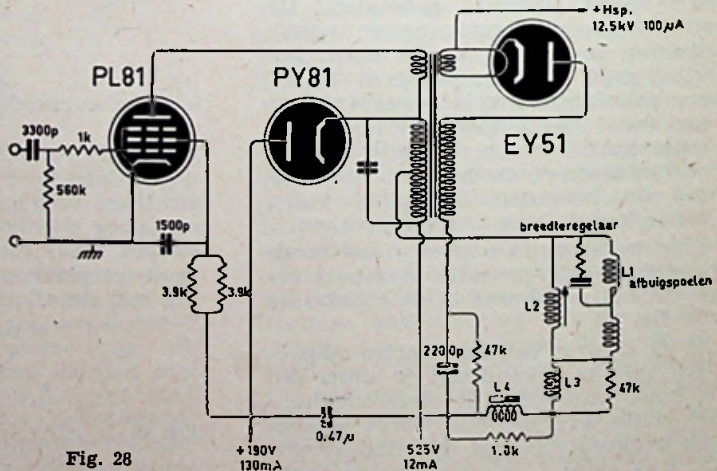 +Hsp.
12.5kV 100µA
PL81
PY81
EY51
3300p
1k
560k
1500p
3.9k
3.9k
breedteregelaar
L1
afbuigspoelen
L2
2200p
47k
L3
47k
L4
1.0k
0.47µ
+190V
130mA
525V
12mA
Fig. 28